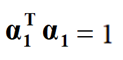 α₁ᵀ α₁ = 1